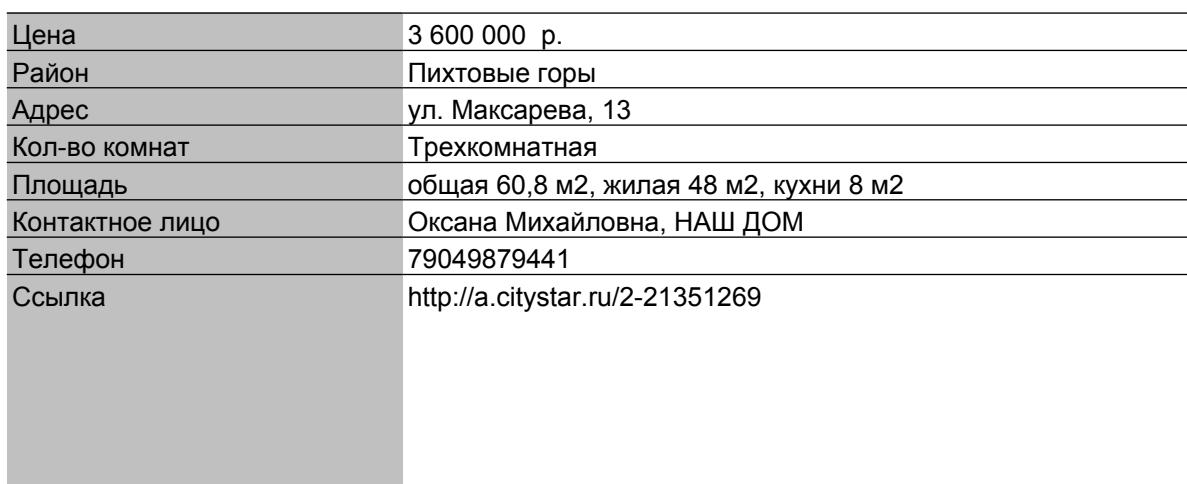 Цена 3 600 000 р.
Район Пихтовые горы
Адрес ул. Максарева, 13
Кол-во комнат Трехкомнатная
Площадь общая 60,8 м2, жилая 48 м2, кухни 8 м2
Контактное лицо Оксана Михайловна, НАШ ДОМ
Телефон 79049879441
Ссылка http://a.citystar.ru/2-21351269